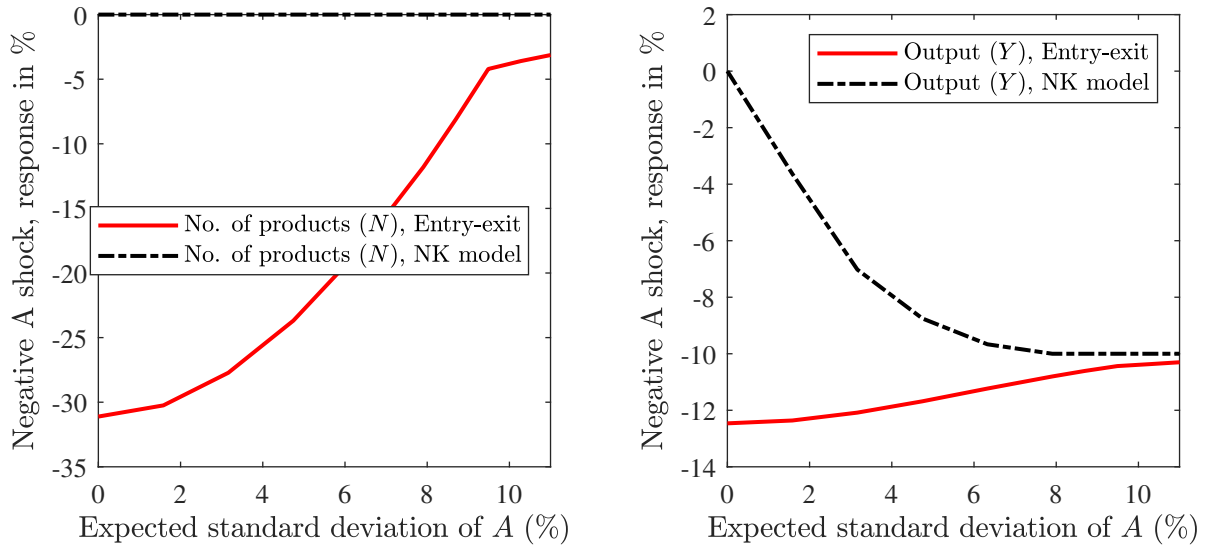 Negative A shock, response in %
0
-5
-10
-15
-20
-25
-30
-35
No. of products (N), Entry-exit
No. of products (N), NK model
0 2 4 6 8 10
Expected standard deviation of A (%)
Negative A shock, response in %
2
0
-2
-4
-6
-8
-10
-12
-14
Output (Y), Entry-exit
Output (Y), NK model
0 2 4 6 8 10
Expected standard deviation of A (%)